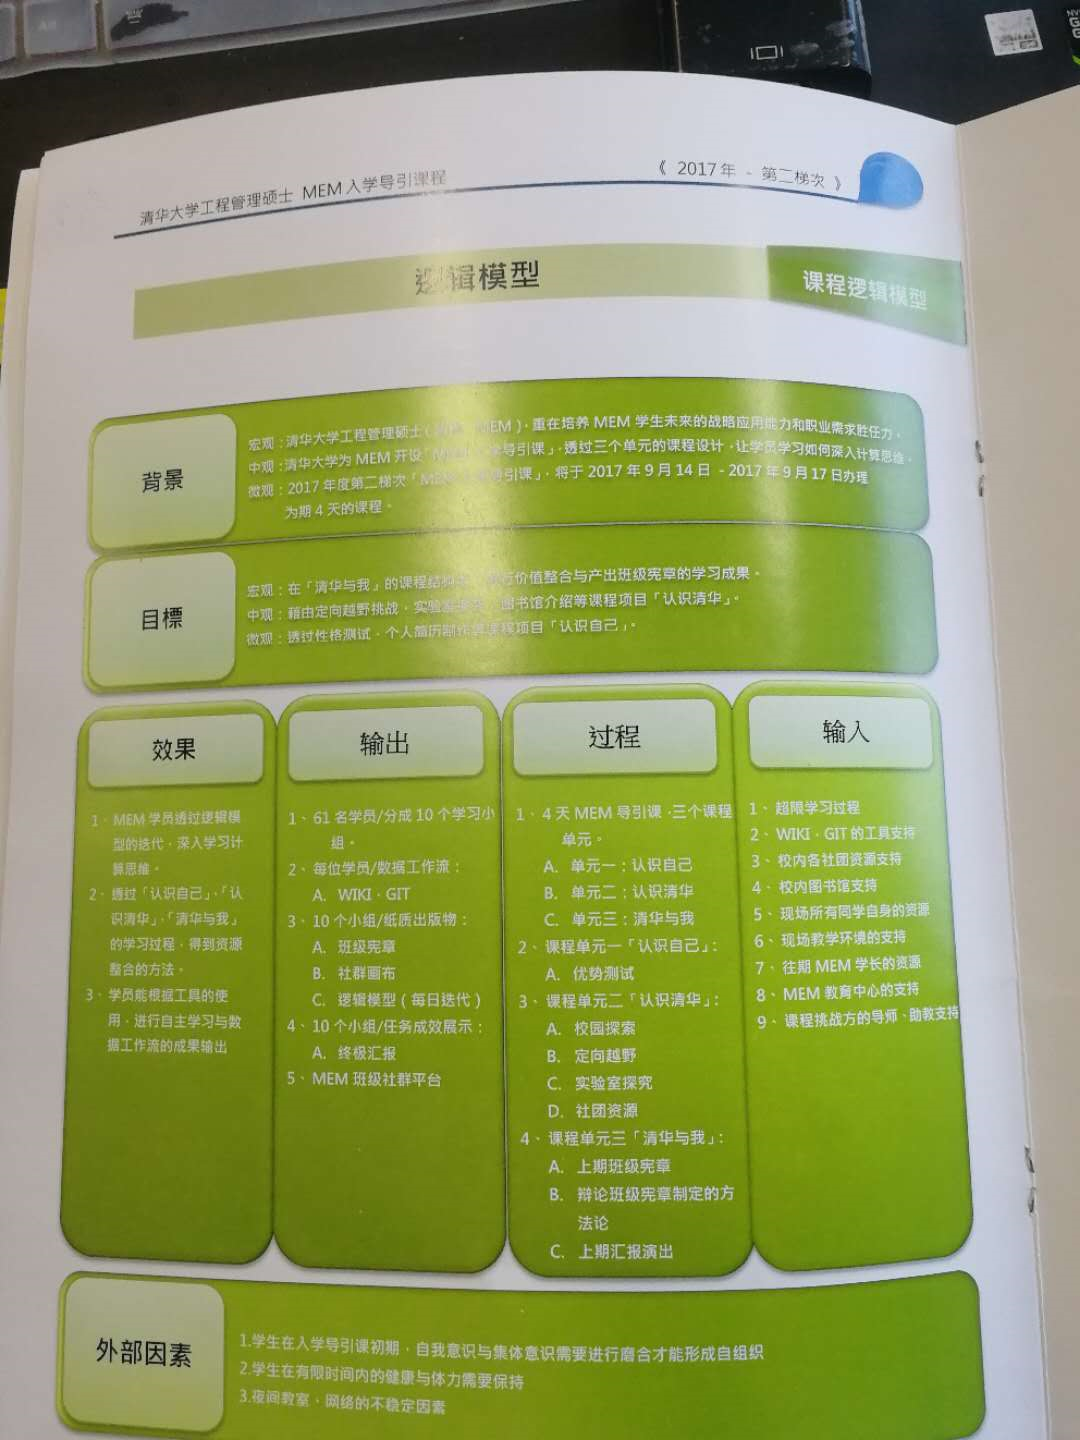 清华大学工程管理硕士 MEM入学导引课程
《 2017年 - 第二梯次 》
逻辑模型
课程逻辑模型
背景
宏观：清华大学工程管理硕士（ MEM），重在培养 MEM 学生未来的战略应用能力和职业需求胜任力。
中观：清华大学为 MEM 开设「 学导引课」，透过三个单元的课程设计，让学员学习如何深入计算思维。
微观：2017 年度第二梯次「MEM 导引课」，将于 2017 年 9 月 14 日 - 2017 年 9 月 17 日办理
为期 4 天的课程。
目標
宏观：在「清华与我」的课程结构 价值整合与产出班级宪章的学习成果。
中观：藉由定向越野挑战，实验室 图书馆介绍等课程项目「认识清华」。
微观：透过性格测试，个人简历制作等课程项目「认识自己」。
效果
1、MEM 学员透过逻辑模
型的迭代，深入学习计
算思维。
2、透过「认识自己」，「认
识清华」，「清华与我」
的学习过程，得到资源
整合的方法。
3、学员能根据工具的使
用，进行自主学习与数
据工作流的成果输出
输出
1、61 名学员/分成 10 个学习小
组。
2、每位学员/数据工作流：
A. WIKI，GIT
3、10 个小组/纸质出版物：
A. 班级宪章
B. 社群画布
C. 逻辑模型（每日迭代）
4、10 个小组/任务成效展示：
A. 终极汇报
5、MEM 班级社群平台
过程
1、4 天 MEM 导引课，三个课程
单元。
A. 单元一：认识自己
B. 单元二：认识清华
C. 单元三：清华与我
2、课程单元一「认识自己」：
A. 优势测试
3、课程单元二「认识清华」：
A. 校园探索
B. 定向越野
C. 实验室探究
D. 社团资源
4、课程单元三「清华与我」：
A. 上期班级宪章
B. 辩论班级宪章制定的方
法论
C. 上期汇报演出
输入
1、超限学习过程
2、WIKI，GIT 的工具支持
3、校内各社团资源支持
4、校内图书馆支持
5、现场所有同学自身的资源
6、现场教学环境的支持
7、往期 MEM 学长的资源
8、MEM 教育中心的支持
9、课程挑战方的导师、助教支持
外部因素
1.学生在入学导引课初期，自我意识与集体意识需要进行磨合才能形成自组织
2.学生在有限时间内的健康与体力需要保持
3.夜间教室、网络的不稳定因素